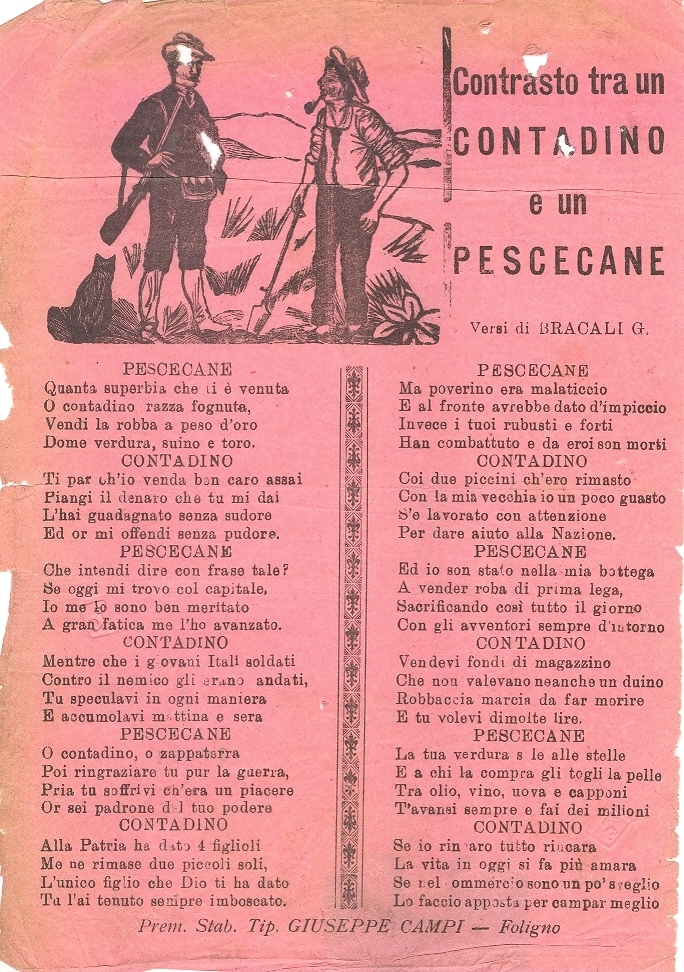 Contrasto tra un
CONTADINO
e un
PESCECANE
Versi di BRACALI G.
PESCECANE
Quanta superbia che ti è venuta
O contadino razza fognuta,
Vendi la robba a peso d'oro
Dome verdura, suino e toro.
CONTADINO
Ti par ch'io venda ben caro assai
Piangi il denaro che tu mi dai
L'hai guadagnato senza sudore
Ed or mi offendi senza pudore.
PESCECANE
Che intendi dire con frase tale?
Se oggi mi trovo col capitale,
Io me lo sono ben meritato
A gran fatica me l'ho avanzato.
CONTADINO
Mentre che i giovani Itali soldati
Contro il nemico gli erano andati,
Tu speculavi in ogni maniera
E accumolavi mattina e sera
PESCECANE
O contadino, o zappaterra
Poi ringraziare tu pur la guerra,
Pria tu soffrivi ch'era un piacere
Or sei padrone del tuo podere
CONTADINO
Alla Patria ha dato 4 figlioli
Me ne rimase due piccoli soli,
L'unico figlio che Dio ti ha dato
Tu l'ai tenuto sempre imboscato.
PESCECANE
Ma poverino era malaticcio
E al fronte avrebbe dato d'impiccio
Invece i tuoi rubusti e forti
Han combattuto e da eroi son morti
CONTADINO
Coi due piccini ch'ero rimasto
Con la mia vecchia io un poco guasto
S'e lavorato con attenzione
Per dare aiuto alla Nazione.
PESCECANE
Ed io son stato nella mia bottega
A vender roba di prima lega,
Sacrificando così tutto il giorno
Con gli avventori sempre d'intorno
CONTADINO
Vendevi fondi di magazzino
Che non valevano neanche un duino
Robbaccia marcia da far morire
E tu volevi dimolte lire.
PESCECANE
La tua verdura sale alle stelle
E a chi la compra gli togli la pelle
Tra olio, vino, uova e capponi
T'avansi sempre e fai dei milioni
CONTADINO
Se io rincaro tutto rincara
La vita in oggi si fa più amara
Se nel commercio sono un po' sveglio
Lo faccio apposta per campar meglio
Prem. Stab. Tip. GIUSEPPE CAMPI — Foligno